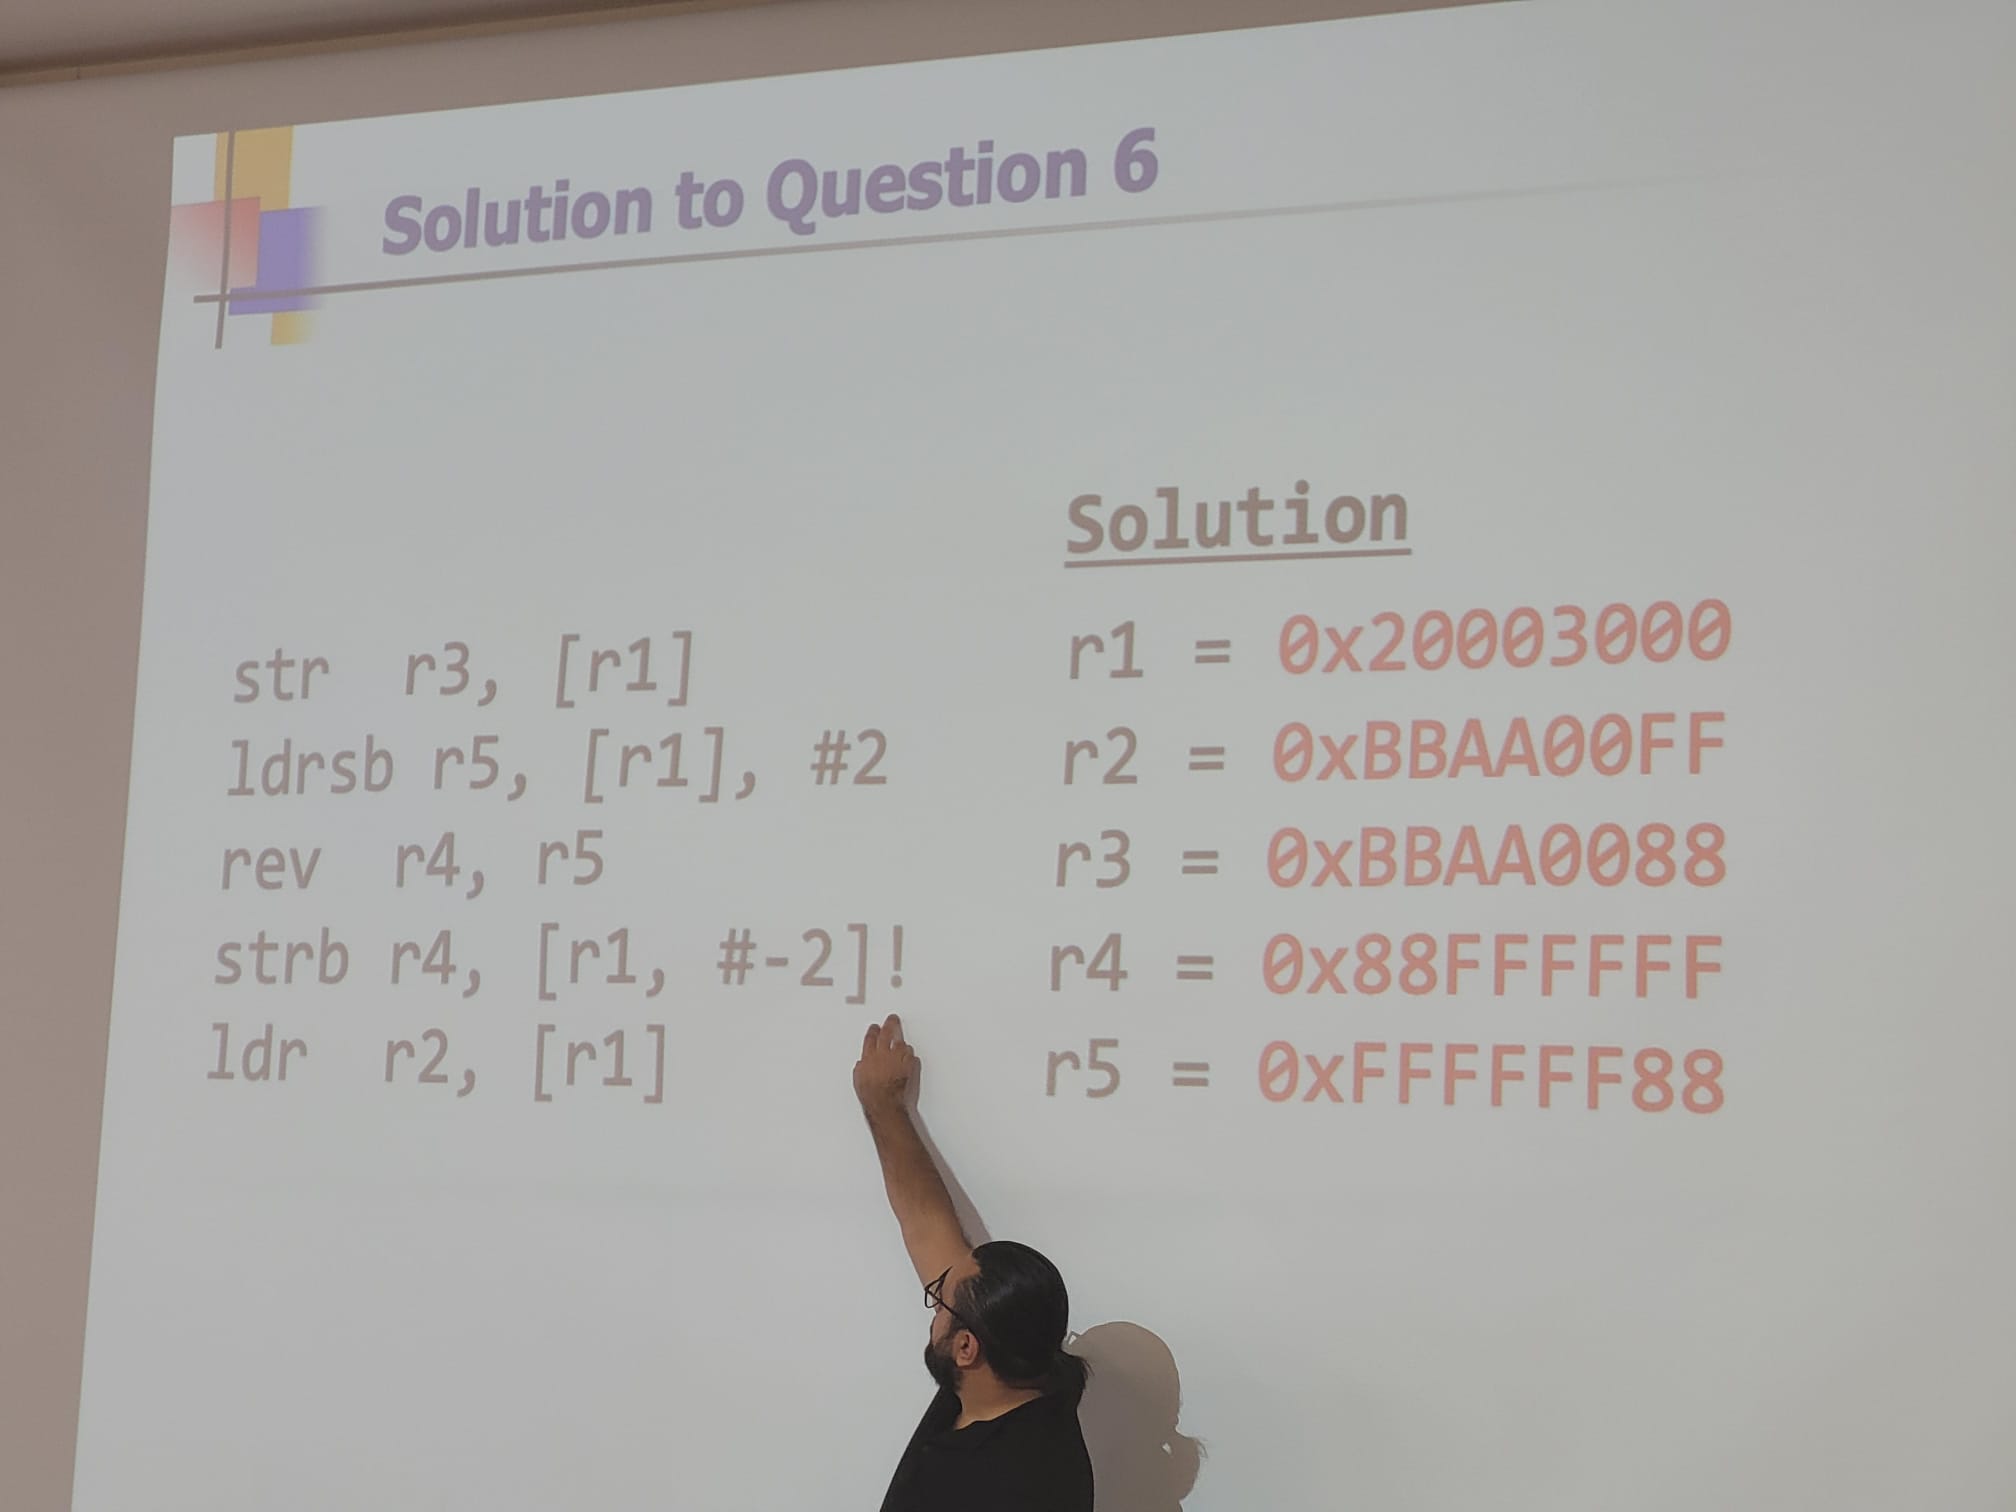 Solution to Question 6
str r3, [r1]
ldrsb r5, [r1], #2
rev r4, r5
strb r4, [r1, #-2]!
ldr r2, [r1]
Solution
r1 = 0x20003000
r2 = 0xBBAA00FF
r3 = 0xBBAA0088
r4 = 0x88FFFFFF
r5 = 0xFFFFFF88